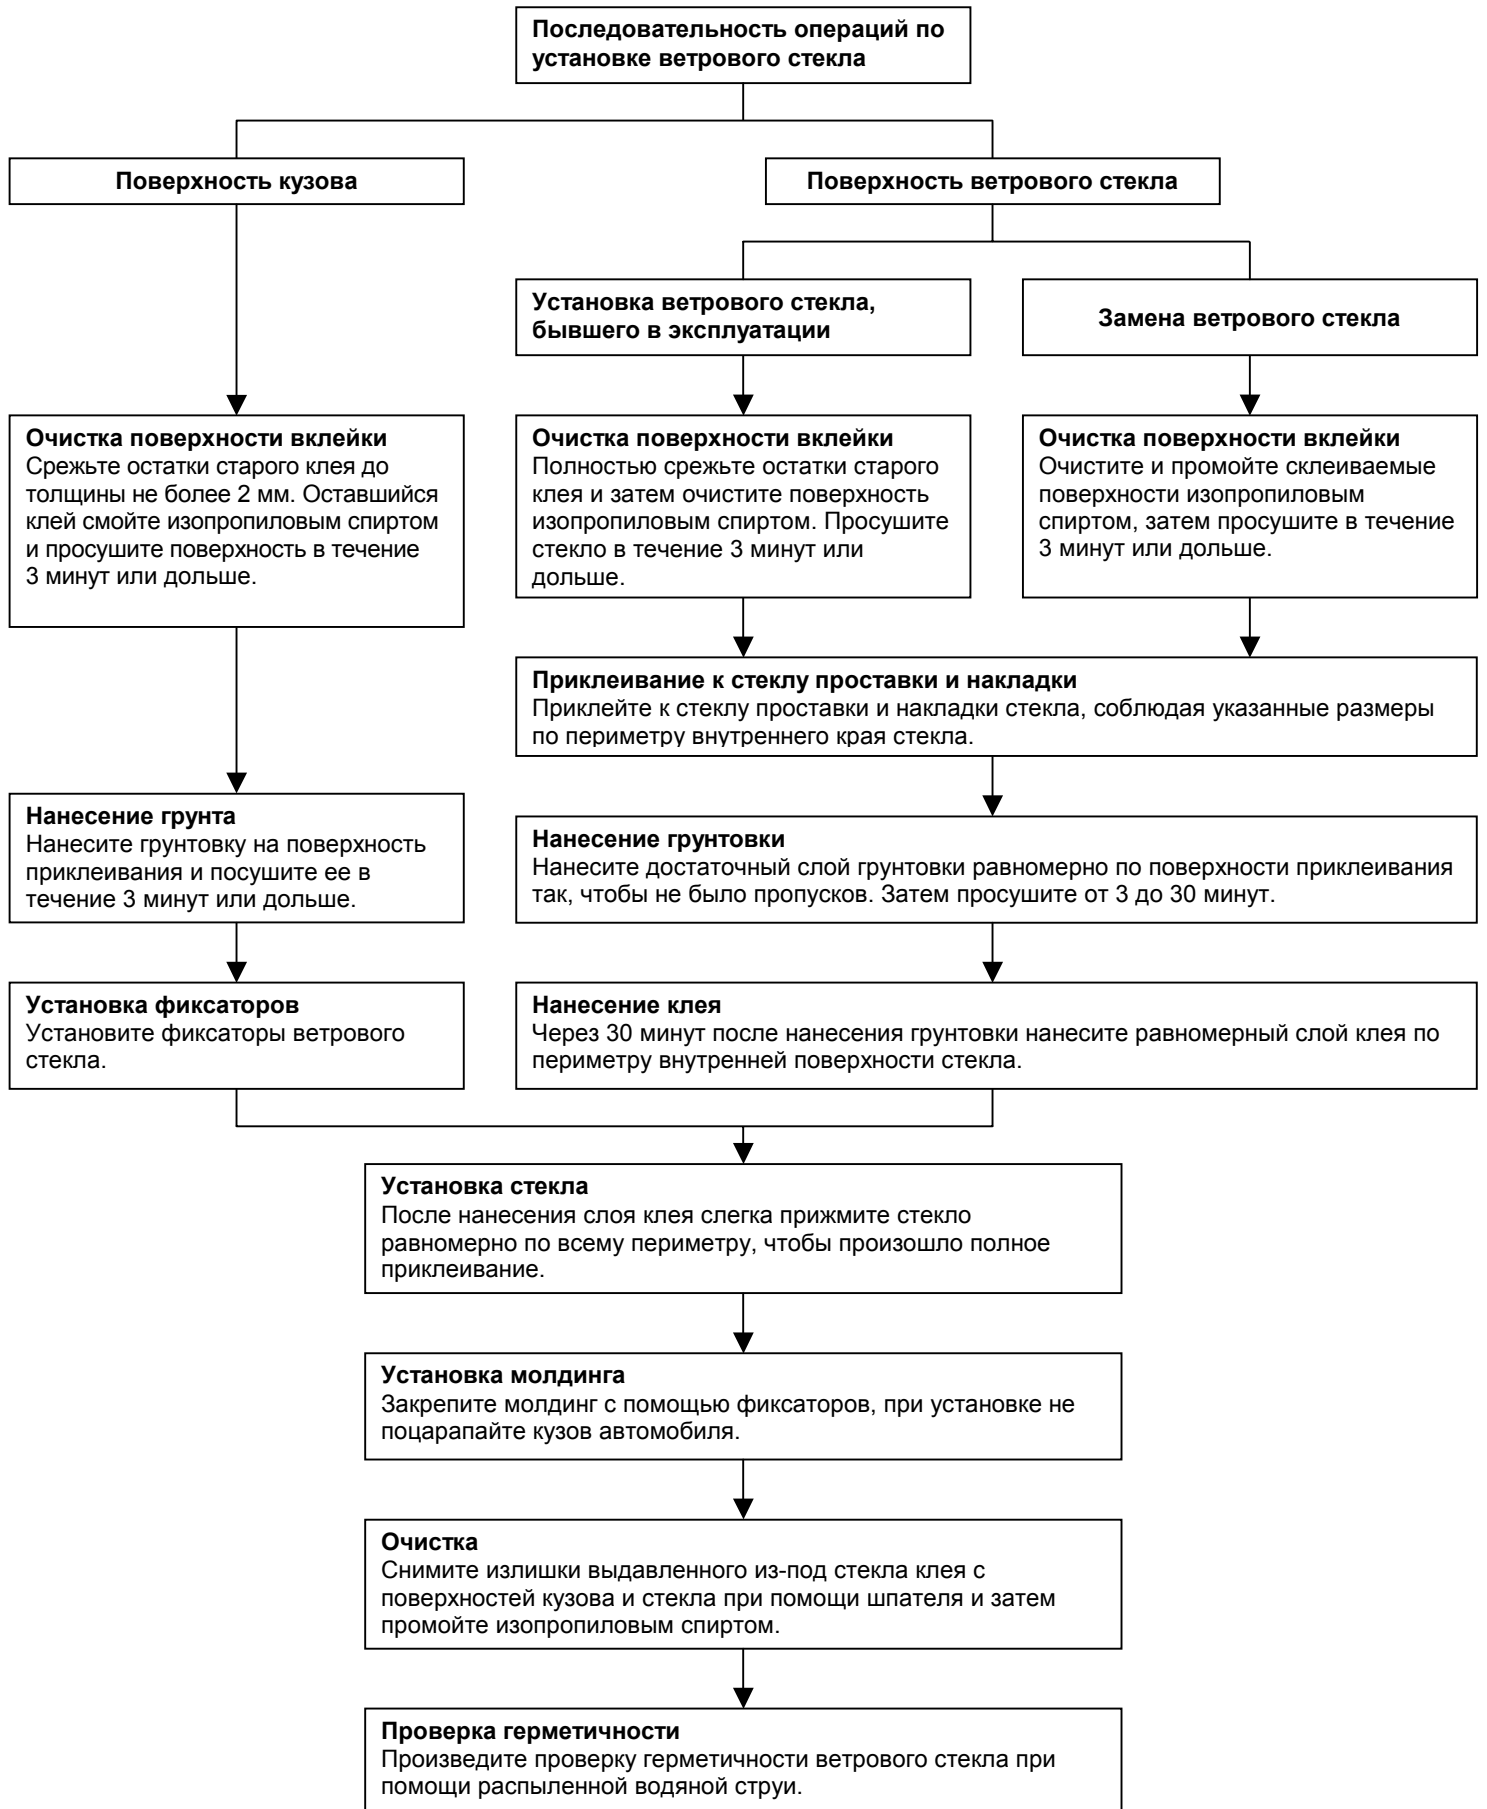 Последовательность операций по
установке ветрового стекла
Поверхность кузова
Поверхность ветрового стекла
Установка ветрового стекла,
бывшего в эксплуатации
Замена ветрового стекла
Очистка поверхности вклейки
Срежьте остатки старого клея до
толщины не более 2 мм. Оставшийся
клей смойте изопропиловым спиртом
и просушите поверхность в течение
3 минут или дольше.
Очистка поверхности вклейки
Полностью срежьте остатки старого
клея и затем очистите поверхность
изопропиловым спиртом. Просушите
стекло в течение 3 минут или
дольше.
Очистка поверхности вклейки
Очистите и промойте склеиваемые
поверхности изопропиловым
спиртом, затем просушите в течение
3 минут или дольше.
Приклеивание к стеклу проставки и накладки
Приклейте к стеклу проставки и накладки стекла, соблюдая указанные размеры
по периметру внутреннего края стекла.
Нанесение грунта
Нанесите грунтовку на поверхность
приклеивания и посушите ее в
течение 3 минут или дольше.
Нанесение грунтовки
Нанесите достаточный слой грунтовки равномерно по поверхности приклеивания
так, чтобы не было пропусков. Затем просушите от 3 до 30 минут.
Установка фиксаторов
Установите фиксаторы ветрового
стекла.
Нанесение клея
Через 30 минут после нанесения грунтовки нанесите равномерный слой клея по
периметру внутренней поверхности стекла.
Установка стекла
После нанесения слоя клея слегка прижмите стекло
равномерно по всему периметру, чтобы произошло полное
приклеивание.
Установка молдинга
Закрепите молдинг с помощью фиксаторов, при установке не
поцарапайте кузов автомобиля.
Очистка
Снимите излишки выдавленного из-под стекла клея с
поверхностей кузова и стекла при помощи шпателя и затем
промойте изопропиловым спиртом.
Проверка герметичности
Произведите проверку герметичности ветрового стекла при
помощи распыленной водяной струи.